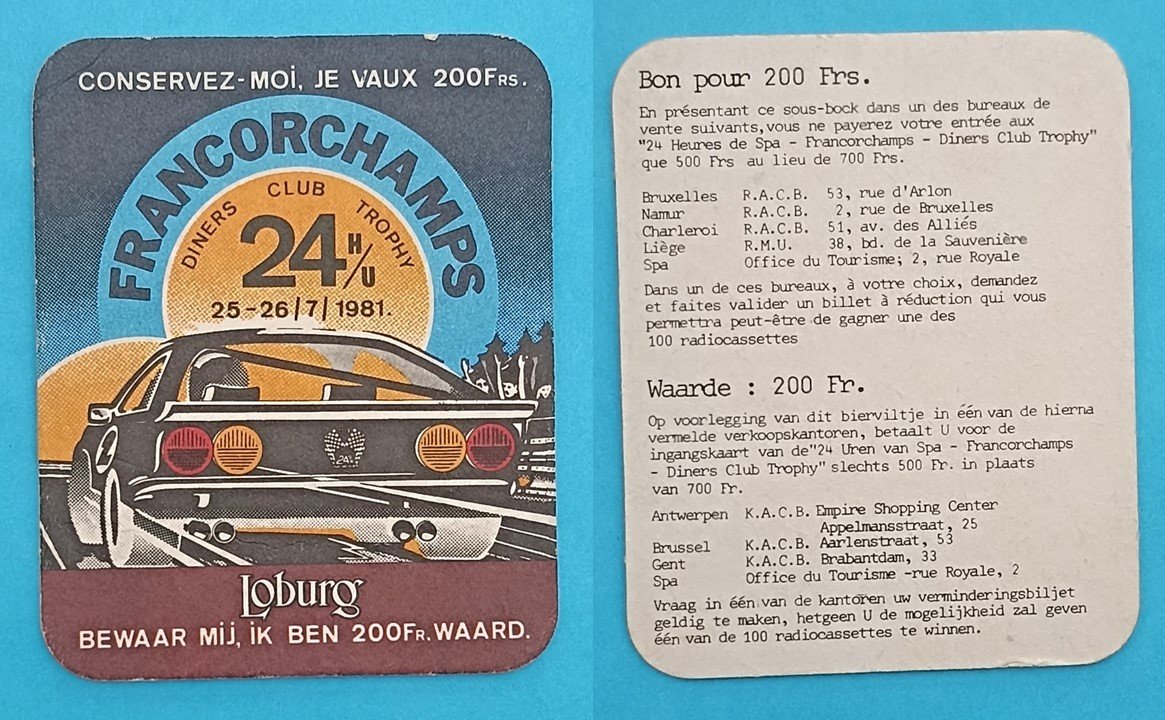 CONSERVEZ-MOi, JE VAUX 200FRS.
FRANCORCHAMPS
DINERS CLUB TROPHY
24 H/U
25-26/7/1981.
24
Loburg
BEWAAR MiJ, iK BEN 200FR.WAARD.
Bon pour 200 Frs.
En présentant ce sous-bock dans un des bureaux de
vente suivants,vous ne payerez votre entrée aux
"24 Heures de Spa - Francorchamps - Diners Club Trophy"
que 500 Frs au lieu de 700 Frs.
Bruxelles R.A.C.B. 53, rue d'Arlon
Namur R.A.C.B. 2, rue de Bruxelles
Charleroi R.A.C.B. 51, av. des Alliés
Liège R.M.U. 38, bd. de la Sauvenière
Spa Office du Tourisme; 2, rue Royale
Dans un de ces bureaux, à votre choix, demandez
et faites valider un billet à réduction qui vous
permettra peut-être de gagner une des
100 radiocassettes
Waarde : 200 Fr.
Op voorlegging van dit bierviltje in één van de hierna
vermelde verkoopskantoren, betaalt U voor de
ingangskaart van de"24 Uren van Spa - Francorchamps
- Diners Club Trophy" slechts 500 Fr. in plaats
van 700 Fr.
Antwerpen K.A.C.B. Empire Shopping Center
Appelmansstraat, 25
Brussel K.A.C.B. Aarlenstraat, 53
Gent K.A.C.B. Brabantdam, 33
Spa Office du Tourisme -rue Royale, 2
Vraag in één van de kantoren uw verminderingsbiljet
geldig te maken, hetgeen U de mogelijkheid zal geven
één van de 100 radiocassettes te winnen.